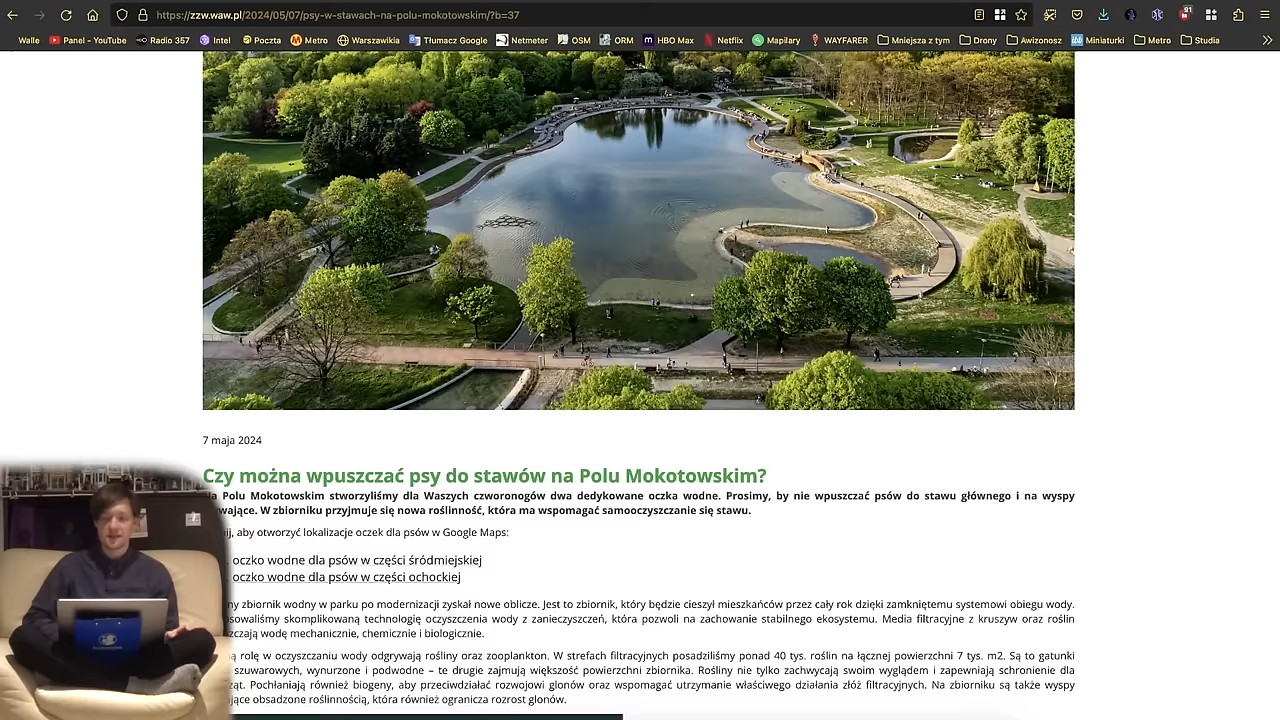 https://zzw.waw.pl/2024/05/07/psy-w-stawach-na-polu-mokotowskim/?b=37
91
Walle Panel - YouTube Radio 357 Intel Poczta Metro Warszawikia Tłumacz Google Netmeter OSM ORM HBO Max Netflix Mapilary WAYFARER Mniejsza z tym Drony Awizonosz Miniaturki Metro Studia
7 maja 2024
Czy można wpuszczać psy do stawów na Polu Mokotowskim?
Polu Mokotowskim stworzyliśmy dla Waszych czworonogów dwa dedykowane oczka wodne. Prosimy, by nie wpuszczać psów do stawu głównego i na wyspy
W zbiorniku przyjmuje się nowa roślinność, która ma wspomagać samooczyszczanie się stawu.
aby otworzyć lokalizacje oczek dla psów w Google Maps:
oczko wodne dla psów w części śródmiejskiej
oczko wodne dla psów w części ochockiej
zbiornik wodny w parku po modernizacji zyskał nowe oblicze. Jest to zbiornik, który będzie cieszył mieszkańców przez cały rok dzięki zamkniętemu systemowi obiegu wody.
skomplikowaną technologię oczyszczenia wody z zanieczyszczeń, która pozwoli na zachowanie stabilnego ekosystemu. Media filtracyjne z kruszyw oraz roślin
wodę mechanicznie, chemicznie i biologicznie.
rolę w oczyszczaniu wody odgrywają rośliny oraz zooplankton. W strefach filtracyjnych posadziliśmy ponad 40 tys. roślin na łącznej powierzchni 7 tys. m2. Są to gatunki
szuwarowych, wynurzone i podwodne – te drugie zajmują większość powierzchni zbiornika. Rośliny nie tylko zachwycają swoim wyglądem i zapewniają schronienie dla
Pochłaniają również biogeny, aby przeciwdziałać rozwojowi glonów oraz wspomagać utrzymanie właściwego działania złóż filtracyjnych. Na zbiorniku są także wyspy
obsadzone roślinnością, która również ogranicza rozrost glonów.